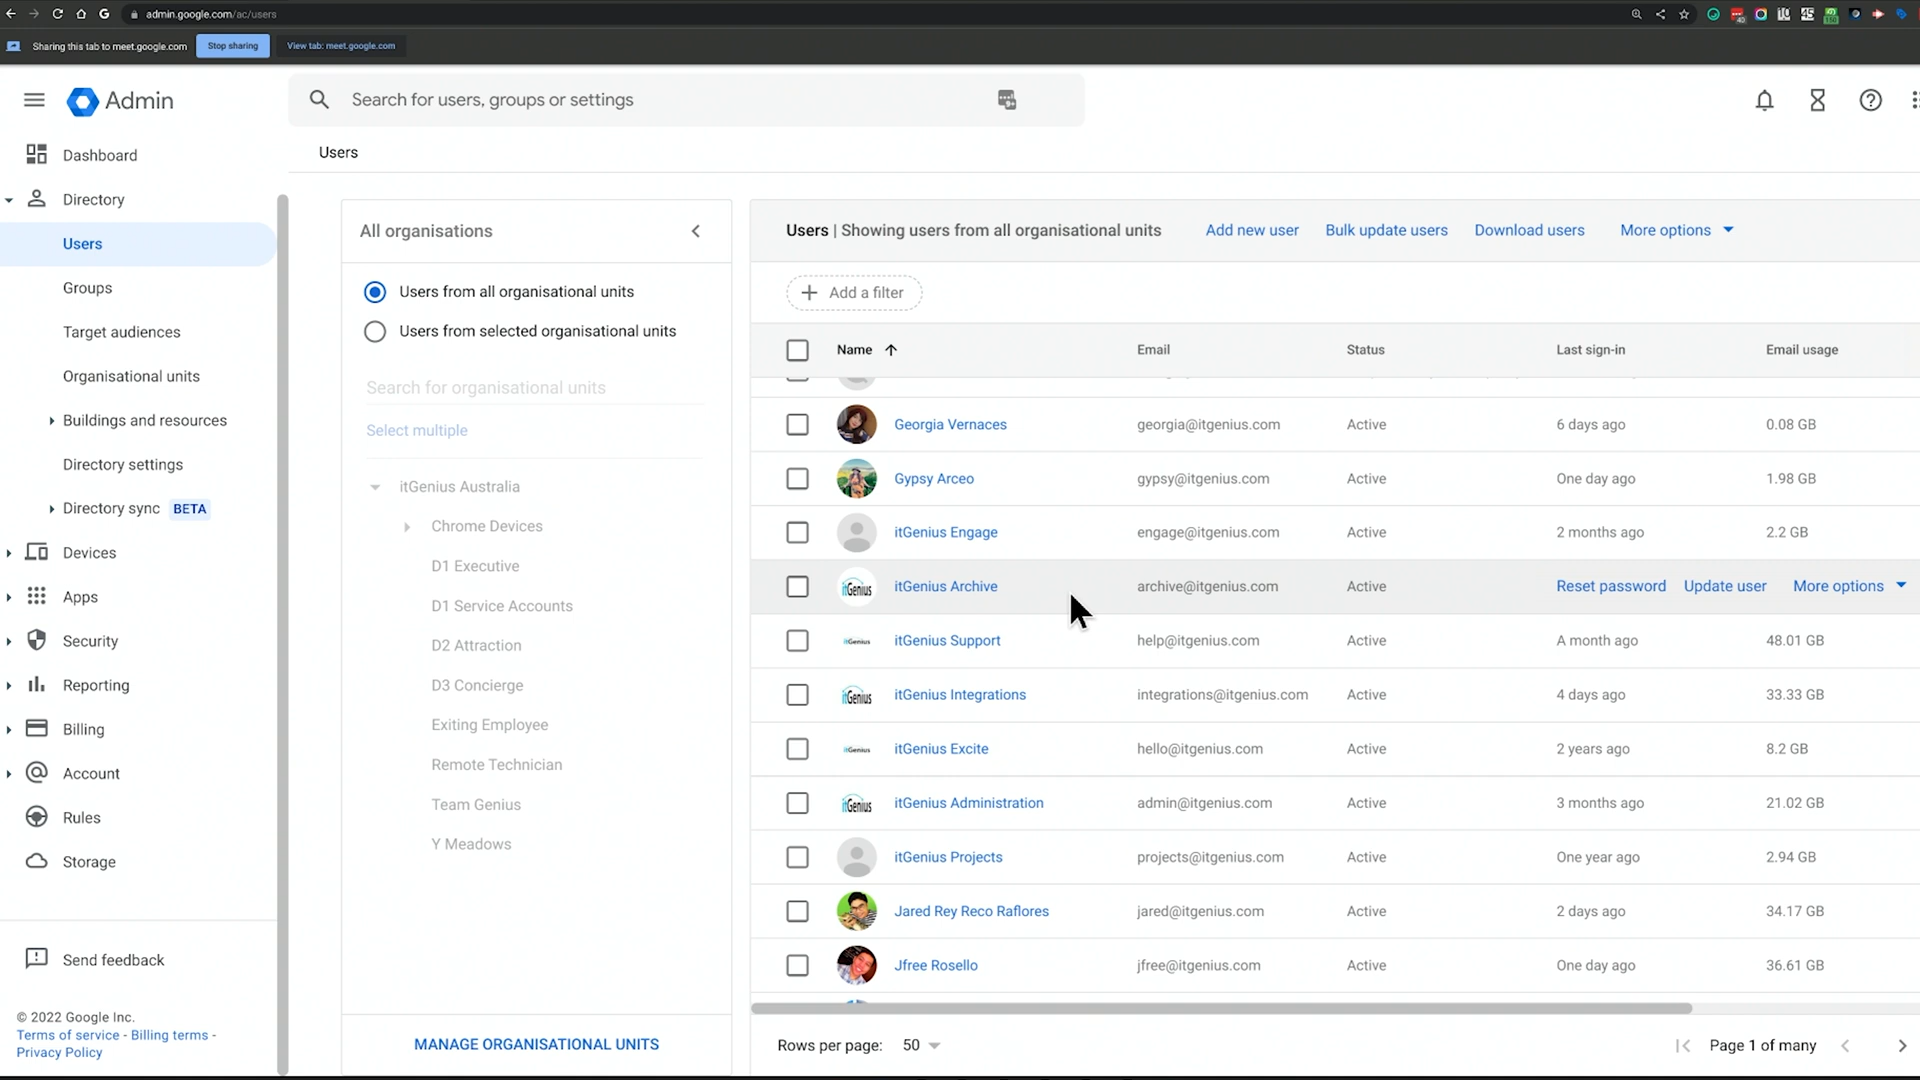 admin.google.com/ac/users
Sharing this tab to meet.google.com
Stop sharing
View tab: meet.google.com
Admin
Search for users, groups or settings
Users
Dashboard
Directory
Users
Groups
Target audiences
Organisational units
Buildings and resources
Directory settings
Directory sync BETA
Devices
Apps
Security
Reporting
Billing
Account
Rules
Storage
Send feedback
© 2022 Google Inc.
Terms of service - Billing terms -
Privacy Policy
All organisations
Users from all organisational units
Users from selected organisational units
Search for organisational units
Select multiple
itGenius Australia
Chrome Devices
D1 Executive
D1 Service Accounts
D2 Attraction
D3 Concierge
Exiting Employee
Remote Technician
Team Genius
Y Meadows
MANAGE ORGANISATIONAL UNITS
Users | Showing users from all organisational units Add new user Bulk update users Download users More options
Add a filter
Name Email Status Last sign-in Email usage
Georgia Vernaces georgia@itgenius.com Active 6 days ago 0.08 GB
Gypsy Arceo gypsy@itgenius.com Active One day ago 1.98 GB
itGenius Engage engage@itgenius.com Active 2 months ago 2.2 GB
itGenius itGenius Archive archive@itgenius.com Active Reset password Update user More options
itGenius itGenius Support help@itgenius.com Active A month ago 48.01 GB
itGenius itGenius Integrations integrations@itgenius.com Active 4 days ago 33.33 GB
itGenius itGenius Excite hello@itgenius.com Active 2 years ago 8.2 GB
itGenius itGenius Administration admin@itgenius.com Active 3 months ago 21.02 GB
itGenius Projects projects@itgenius.com Active One year ago 2.94 GB
Jared Rey Reco Raflores jared@itgenius.com Active 2 days ago 34.17 GB
Jfree Rosello jfree@itgenius.com Active One day ago 36.61 GB
Rows per page: 50 Page 1 of many